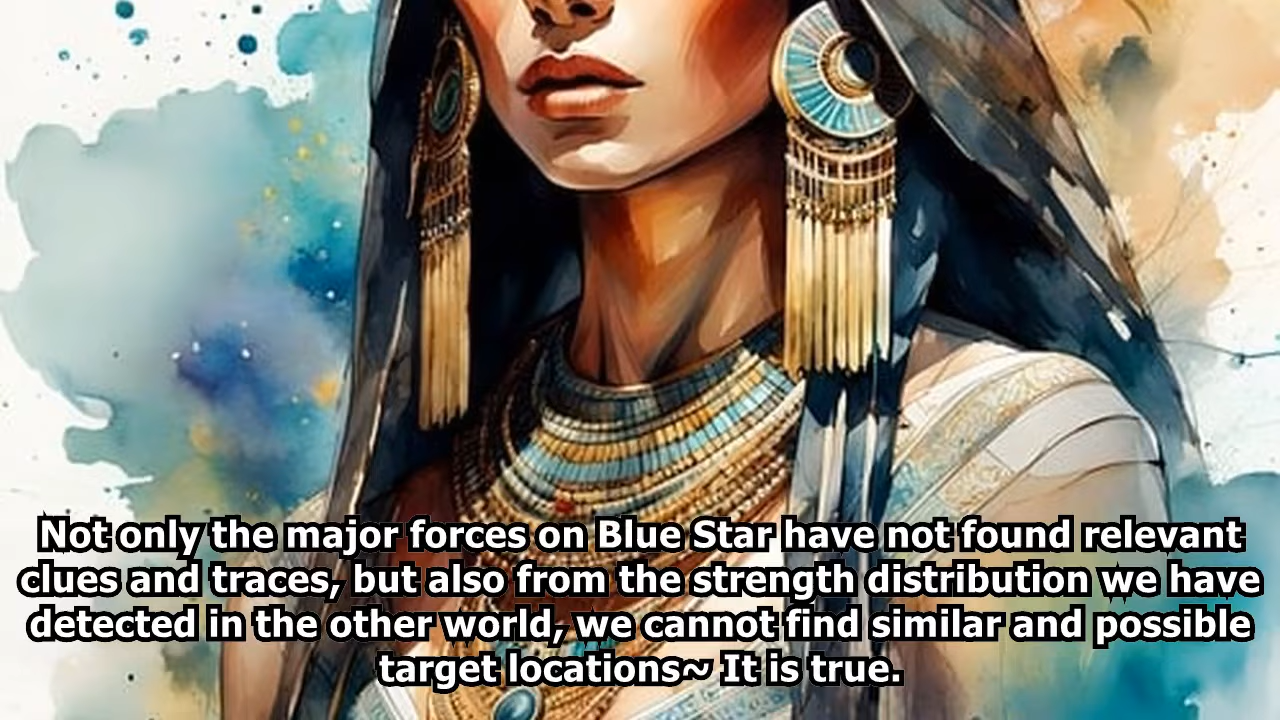 Not only the major forces on Blue Star have not found relevant
clues and traces, but also from the strength distribution we have
detected in the other world, we cannot find similar and possible
target locations~ It is true.